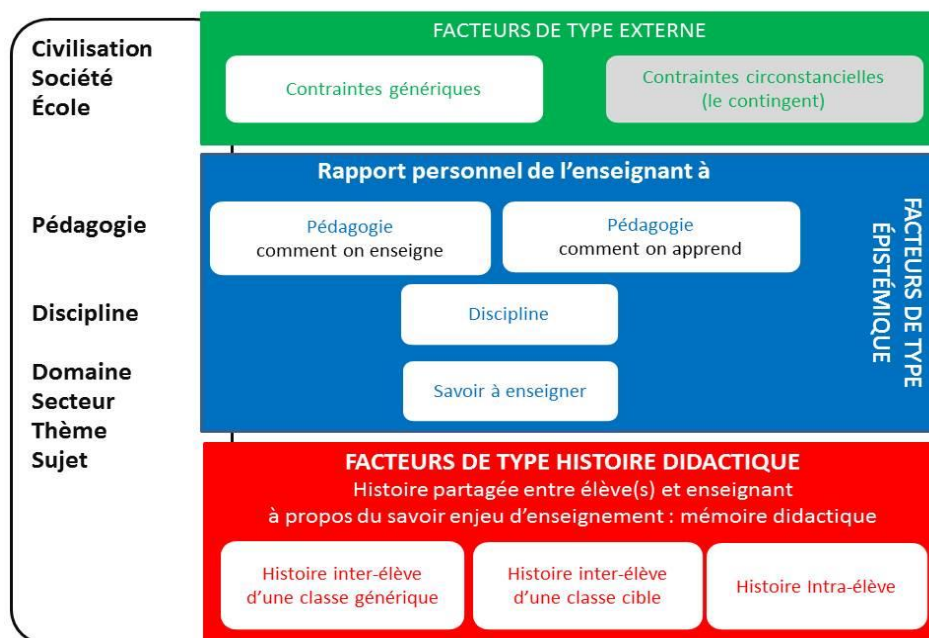 Civilisation
Société
École
Pédagogie
Discipline
Domaine
Secteur
Thème
Sujet
FACTEURS DE TYPE EXTERNE
Contraintes génériques
Contraintes circonstancielles
(le contingent)
Rapport personnel de l’enseignant à
Pédagogie
comment on enseigne
Pédagogie
comment on apprend
Discipline
Savoir à enseigner
FACTEURS DE TYPE
ÉPISTÉMIQUE
FACTEURS DE TYPE HISTOIRE DIDACTIQUE
Histoire partagée entre élève(s) et enseignant
à propos du savoir enjeu d’enseignement : mémoire didactique
Histoire inter-élève
d’une classe générique
Histoire inter-élève
d’une classe cible
Histoire Intra-élève